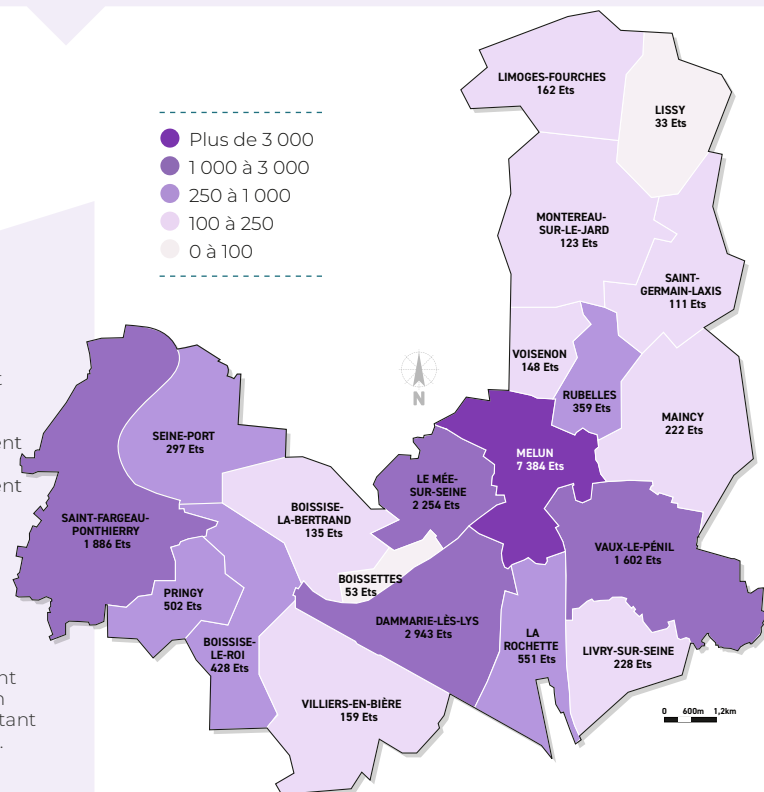 Plus de 3 000
1 000 à 3 000
250 à 1 000
100 à 250
0 à 100
LIMOGES-FOURCHES
162 Ets
LISSY
33 Ets
MONTEREAU-
SUR-LE-JARD
123 Ets
SAINT-
GERMAIN-LAXIS
111 Ets
VOISENON
148 Ets
RUBELLES
359 Ets
MAINCY
222 Ets
N
SEINE-PORT
297 Ets
MELUN
7 384 Ets
LE MÉE-
SUR-SEINE
2 254 Ets
SAINT-FARGEAU-
PONTHIERRY
1 886 Ets
BOISSISE-
LA-BERTRAND
135 Ets
VAUX-LE-PÉNIL
1 602 Ets
BOISSETTES
53 Ets
PRINGY
502 Ets
DAMMARIE-LÈS-LYS
2 943 Ets
BOISSISE-
LE-ROI
428 Ets
LA
ROCHETTE
551 Ets
LIVRY-SUR-SEINE
228 Ets
VILLIERS-EN-BIÈRE
159 Ets
0 600m 1,2km
t
ent
ent
nt
n
tant
.